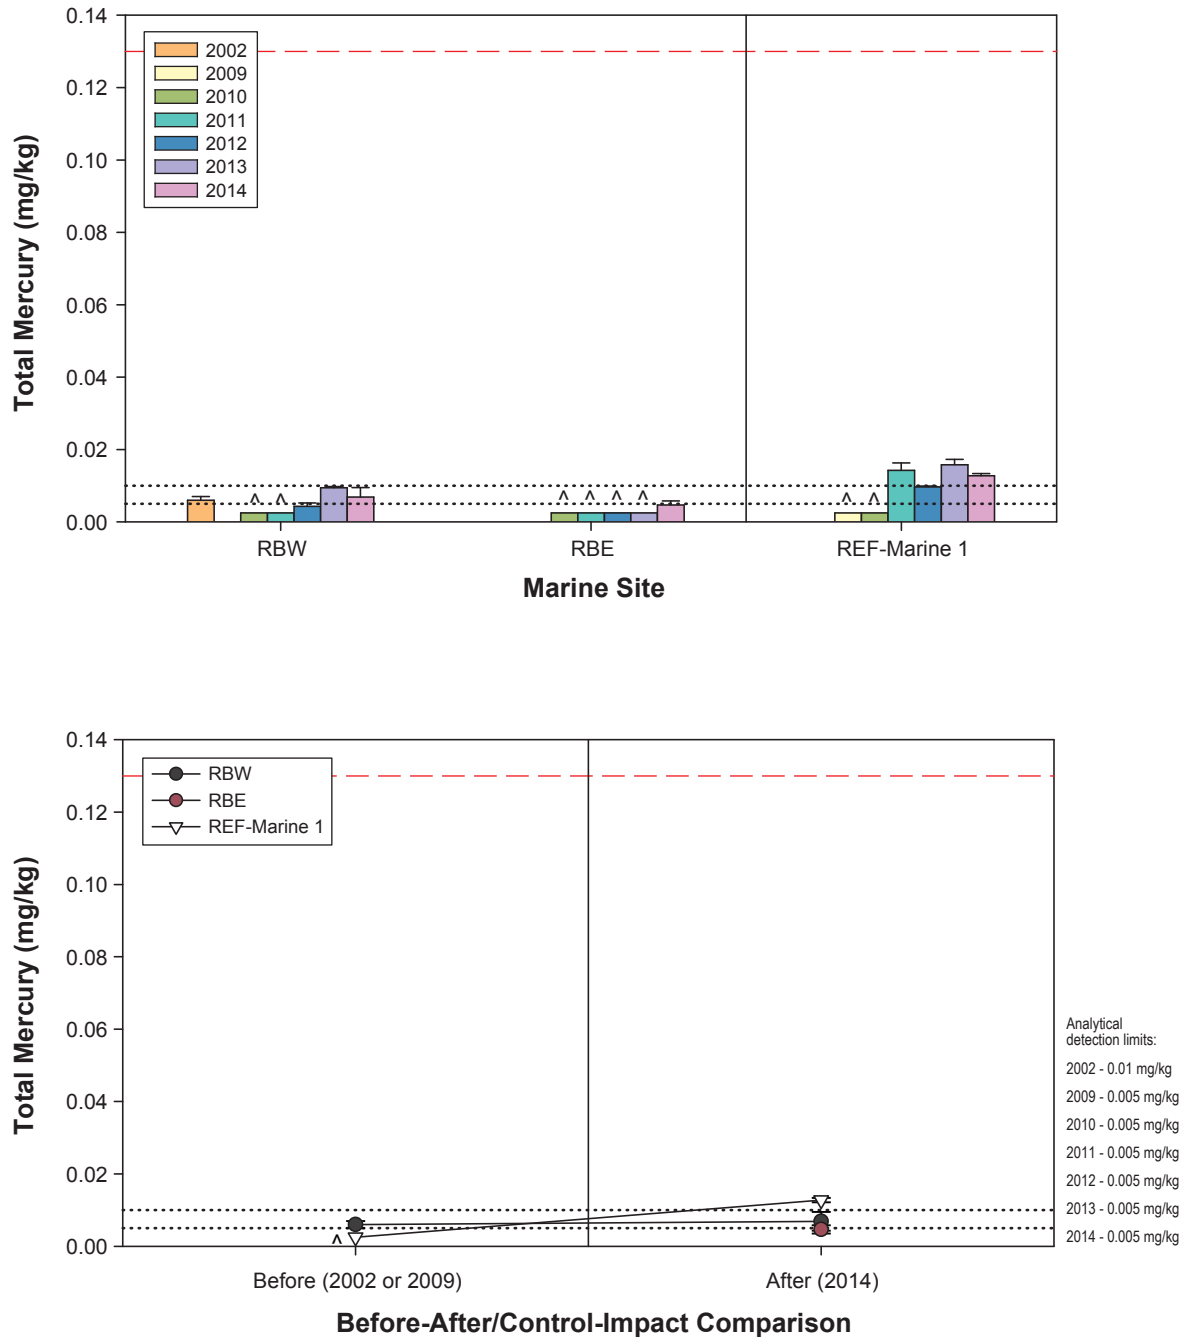 0.14
0.12
0.10
0.08
0.06
0.04
0.02
0.00
Total Mercury (mg/kg)
2002
2009
2010
2011
2012
2013
2014
^ ^
^ ^ ^ ^
^ ^
RBW
RBE
REF-Marine 1
Marine Site
0.14
0.12
0.10
0.08
0.06
0.04
0.02
0.00
Total Mercury (mg/kg)
RBW
RBE
REF-Marine 1
^
Before (2002 or 2009)
After (2014)
Before-After/Control-Impact Comparison
Analytical
detection limits:
2002 - 0.01 mg/kg
2009 - 0.005 mg/kg
2010 - 0.005 mg/kg
2011 - 0.005 mg/kg
2012 - 0.005 mg/kg
2013 - 0.005 mg/kg
2014 - 0.005 mg/kg